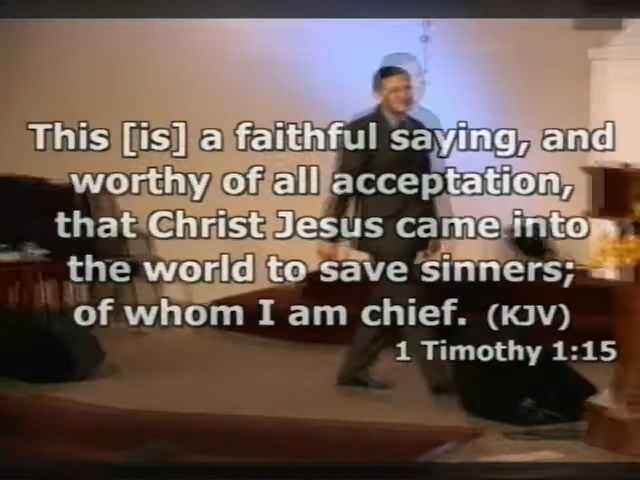 This [is] a faithful saying, and
worthy of all acceptation,
that Christ Jesus came into
the world to save sinners;
of whom I am chief. (KJV)
1 Timothy 1:15